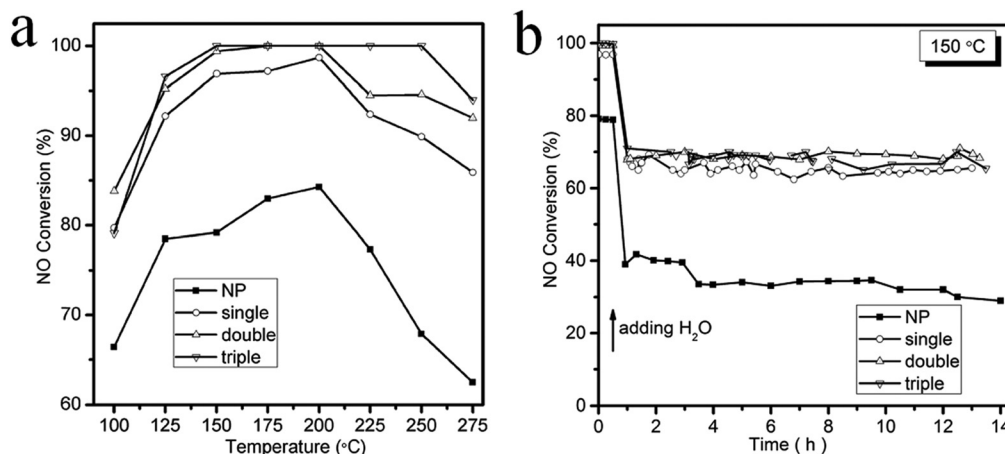 a
100
90
80
70
60
NO Conversion (%)
NP
single
double
triple
100 125 150 175 200 225 250 275
Temperature (°C)
b
150 °C
100
80
60
40
20
0
NO Conversion (%)
adding H₂O
NP
single
double
triple
0 2 4 6 8 10 12 14
Time ( h )